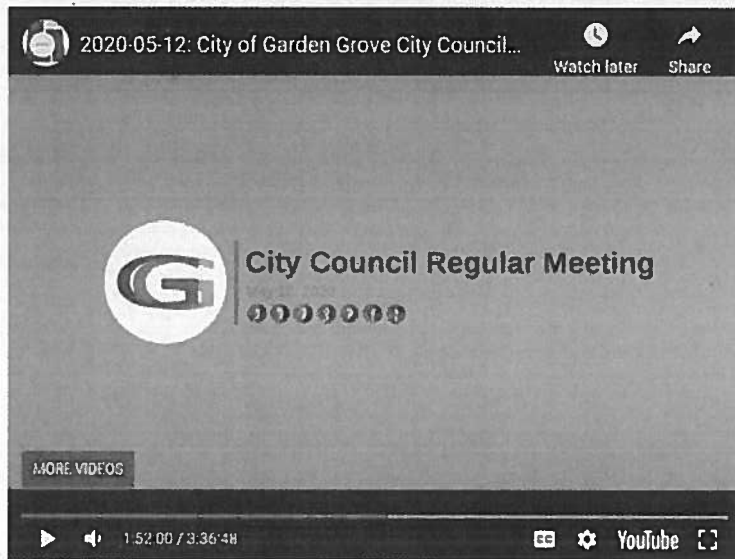 2020-05-12: City of Garden Grove City Council...
Watch later
Share
G
City Council Regular Meeting
MORE VIDEOS
1:52:00 / 3:36:48
CC
YouTube